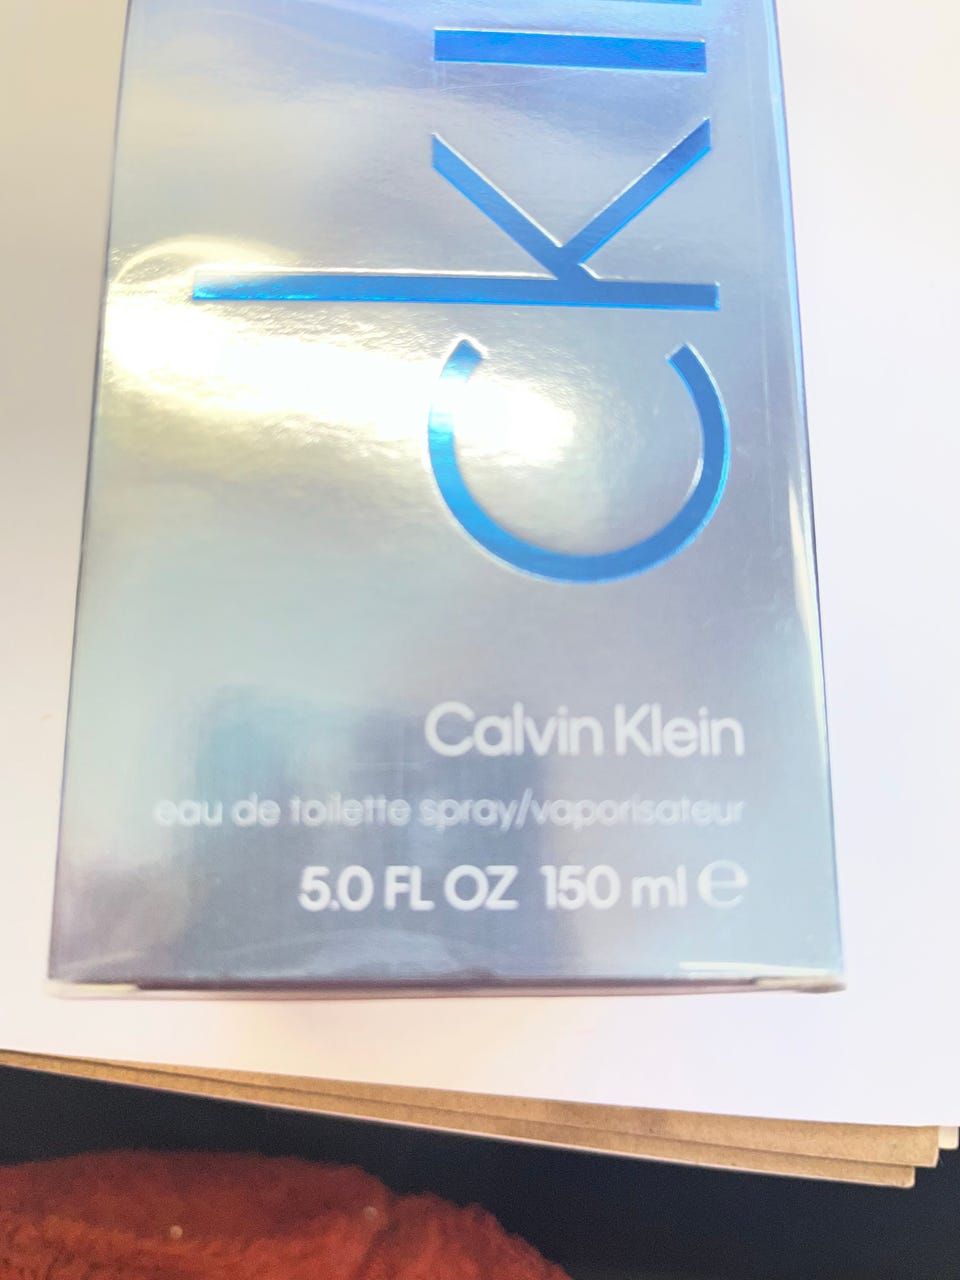 ck
Calvin Klein
eau de toilette spray/vaporisateur
5.0 FL OZ 150 ml ℮